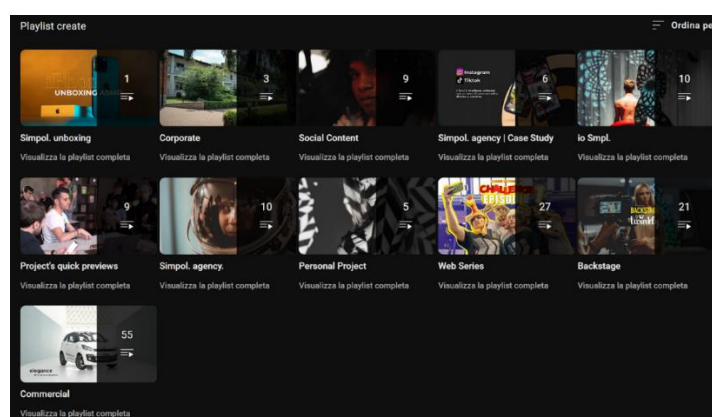 Playlist create
Ordina pe
UNBOXING
1
3
9
Instagram
Tiktok
6
10
Simpol. unboxing
Corporate
Social Content
Simpol. agency | Case Study
io Smpl.
Visualizza la playlist completa
Visualizza la playlist completa
Visualizza la playlist completa
Visualizza la playlist completa
Visualizza la playlist completa
9
10
5
CHALLENGE
EPISODE
27
BACKSTAGE
21
Project's quick previews
Simpol. agency.
Personal Project
Web Series
Backstage
Visualizza la playlist completa
Visualizza la playlist completa
Visualizza la playlist completa
Visualizza la playlist completa
Visualizza la playlist completa
elegance
55
Commercial
Visualizza la playlist completa